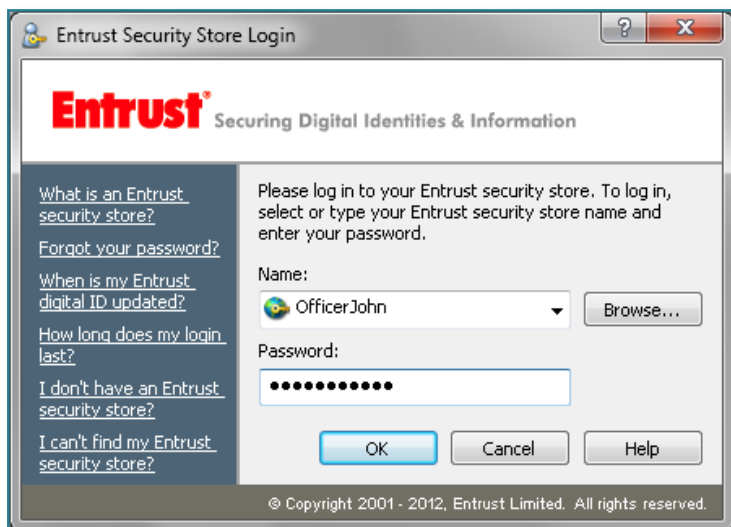 Entrust Security Store Login
Entrust® Securing Digital Identities & Information
What is an Entrust
security store?
Forgot your password?
When is my Entrust
digital ID updated?
How long does my login
last?
I don't have an Entrust
security store?
I can't find my Entrust
security store?
Please log in to your Entrust security store. To log in,
select or type your Entrust security store name and
enter your password.
Name:
OfficerJohn
Browse...
Password:
•••••••••••
OK
Cancel
Help
© Copyright 2001 - 2012, Entrust Limited. All rights reserved.